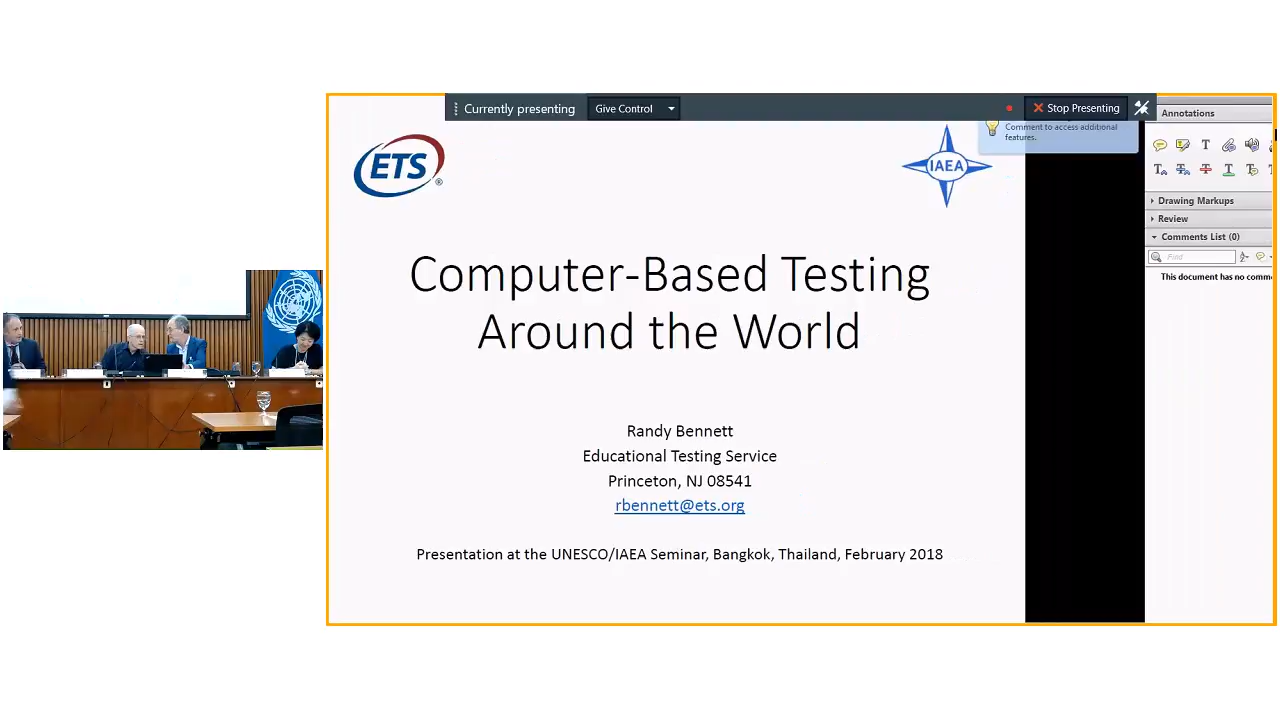 Currently presenting
Give Control
Stop Presenting
Comment to access additional
features.
Annotations
ETS
®
IAEA
T
Drawing Markups
Review
Comments List (0)
Find
This document has no comme
Computer-Based Testing
Around the World
Randy Bennett
Educational Testing Service
Princeton, NJ 08541
rbennett@ets.org
Presentation at the UNESCO/IAEA Seminar, Bangkok, Thailand, February 2018